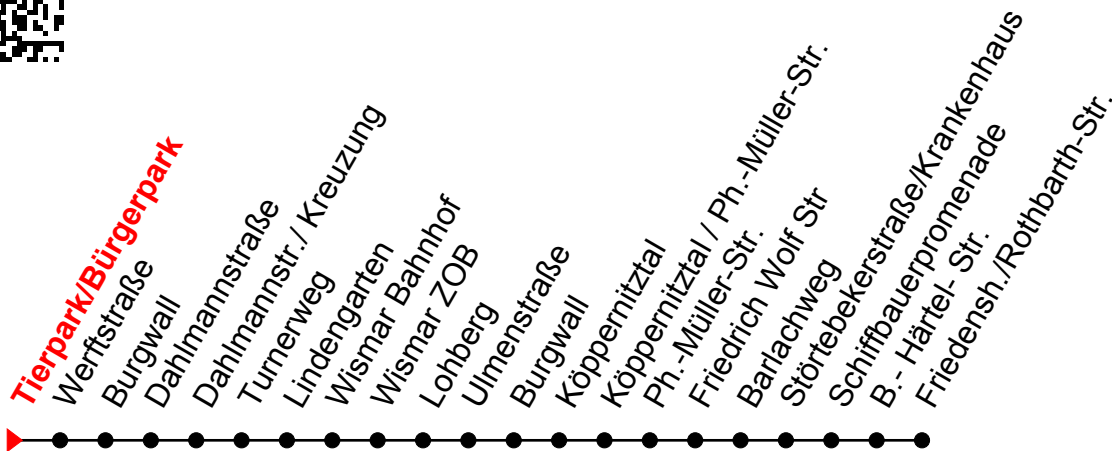 Tierpark/Bürgerpark
Werftstraße
Burgwall
Dahlmannstraße
Dahlmannstr./ Kreuzung
Turnerweg
Lindengarten
Wismar Bahnhof
Wismar ZOB
Lohberg
Ulmenstraße
Burgwall
Köppernitztal
Köppernitztal / Ph.-Müller-Str.
Ph.-Müller-Str.
Friedrich Wolf Str
Barlachweg
Störtebekerstraße/Krankenhaus
Schiffbauerpromenade
B.- Härtel- Str.
Friedensh./Rothbarth-Str.